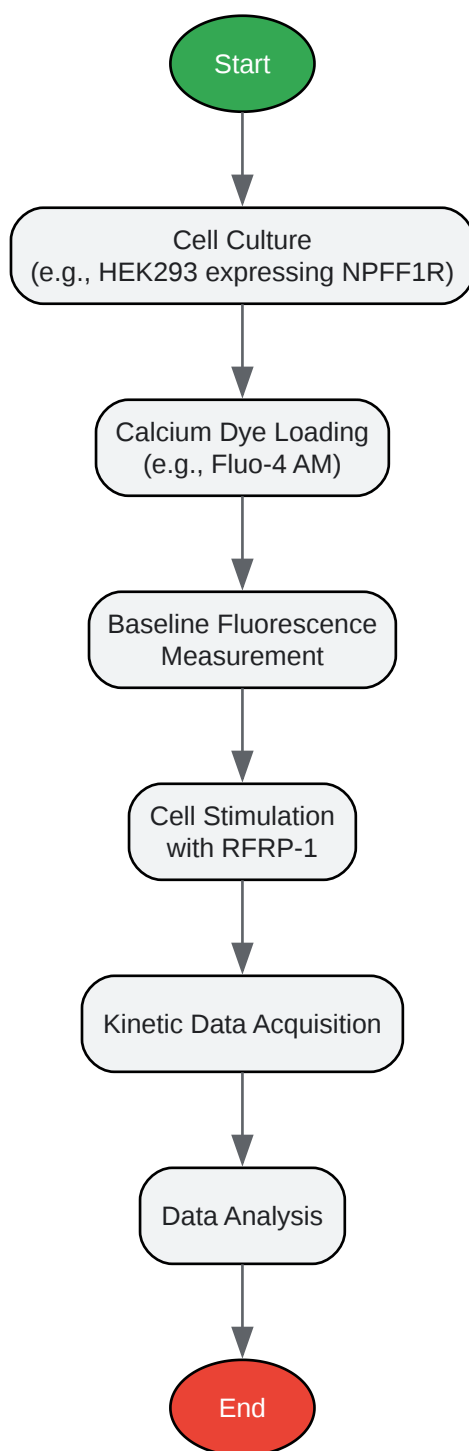 Start
Cell Culture
(e.g., HEK293 expressing NPFF1R)
Calcium Dye Loading
(e.g., Fluo-4 AM)
Baseline Fluorescence
Measurement
Cell Stimulation
with RFRP-1
Kinetic Data Acquisition
Data Analysis
End